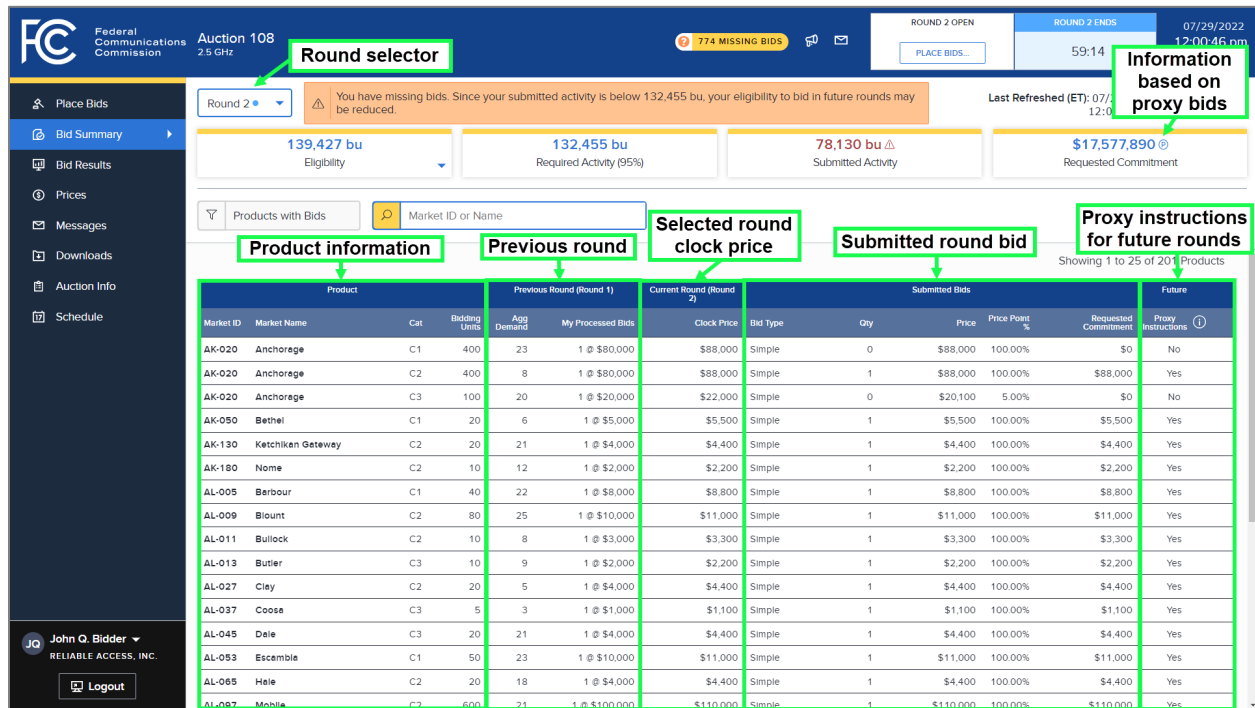 FCC Federal
Communications
Commission
Auction 108
2.5 GHz
Round selector
774 MISSING BIDS
ROUND 2 OPEN
PLACE BIDS...
ROUND 2 ENDS
59:14
07/29/2022
12:00:46 pm
Information
based on
proxy bids
Place Bids
Bid Summary
Bid Results
Prices
Messages
Downloads
Auction Info
Schedule
Round 2
You have missing bids. Since your submitted activity is below 132,455 bu, your eligibility to bid in future rounds may
be reduced.
Last Refreshed (ET): 07/
12:0
139,427 bu
Eligibility
132,455 bu
Required Activity (95%)
78,130 bu
Submitted Activity
$17,577,890 P
Requested Commitment
Products with Bids
Market ID or Name
Product information
Previous round
Selected round
clock price
Submitted round bid
Proxy instructions
for future rounds
Showing 1 to 25 of 201 Products
Product Previous Round (Round 1) Current Round (Round 2) Submitted Bids Future
Market ID Market Name Cat Bidding Units Agg Demand My Processed Bids Clock Price Bid Type Qty Price Price Point % Requested Commitment Proxy Instructions
AK-020 Anchorage C1 400 23 1 @ $80,000 $88,000 Simple 0 $88,000 100.00% $0 No
AK-020 Anchorage C2 400 8 1 @ $80,000 $88,000 Simple 1 $88,000 100.00% $88,000 Yes
AK-020 Anchorage C3 100 20 1 @ $20,000 $22,000 Simple 0 $20,100 5.00% $0 No
AK-050 Bethel C1 20 6 1 @ $5,000 $5,500 Simple 1 $5,500 100.00% $5,500 Yes
AK-130 Ketchikan Gateway C2 20 21 1 @ $4,000 $4,400 Simple 1 $4,400 100.00% $4,400 Yes
AK-180 Nome C2 10 12 1 @ $2,000 $2,200 Simple 1 $2,200 100.00% $2,200 Yes
AL-005 Barbour C1 40 22 1 @ $8,000 $8,800 Simple 1 $8,800 100.00% $8,800 Yes
AL-009 Blount C2 80 25 1 @ $10,000 $11,000 Simple 1 $11,000 100.00% $11,000 Yes
AL-011 Bullock C2 10 8 1 @ $3,000 $3,300 Simple 1 $3,300 100.00% $3,300 Yes
AL-013 Butler C3 10 9 1 @ $2,000 $2,200 Simple 1 $2,200 100.00% $2,200 Yes
AL-027 Clay C2 20 5 1 @ $4,000 $4,400 Simple 1 $4,400 100.00% $4,400 Yes
AL-037 Coosa C3 5 3 1 @ $1,000 $1,100 Simple 1 $1,100 100.00% $1,100 Yes
AL-045 Dale C3 20 21 1 @ $4,000 $4,400 Simple 1 $4,400 100.00% $4,400 Yes
AL-053 Escambia C1 50 23 1 @ $10,000 $11,000 Simple 1 $11,000 100.00% $11,000 Yes
AL-065 Hale C2 20 18 1 @ $4,000 $4,400 Simple 1 $4,400 100.00% $4,400 Yes
AL-097 Mobile C2 600 21 1 @ $100,000 $110,000 Simple 1 $110,000 100.00% $110,000 Yes
JQ John Q. Bidder
RELIABLE ACCESS, INC.
Logout